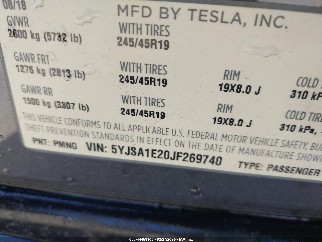 08/18 MFD BY TESLA, INC.
GVWR
2600 kg (5732 lb) WITH TIRES 245/45R19
GAWR FRT
1276 kg (2813 lb) WITH TIRES 245/45R19 RIM 19X8.0 J COLD 310 kPa
GAWR RR
1500 kg (3307 lb) WITH TIRES 245/45R19 RIM 19X8.0 J COLD TI 310 kPa,
THIS VEHICLE CONFORMS TO ALL APPLICABLE U.S. FEDERAL MOTOR VEHICLE
THEFT PREVENTION STANDARDS IN EFFECT ON THE DATE OF MANUFACTURE SHOWN
PNT: PMNG VIN: 5YJSA1E20JF269740 TYPE: PASSENGER